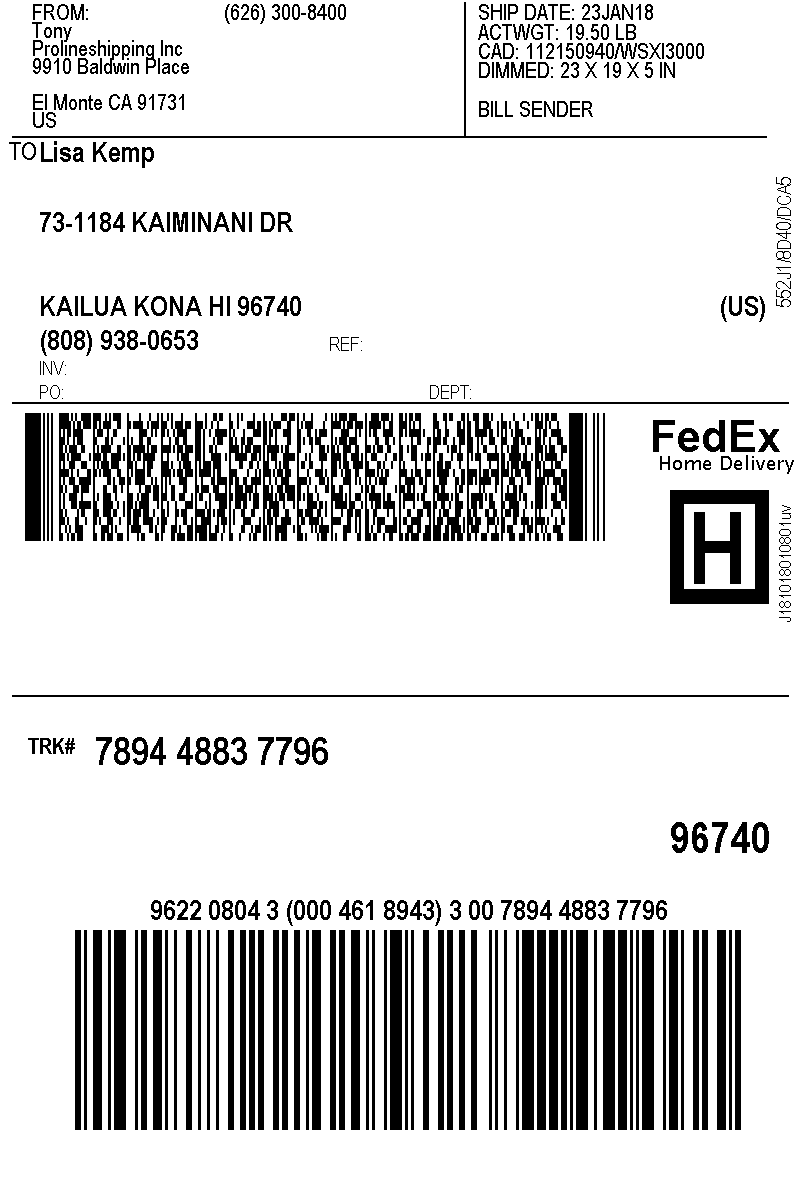 FROM: (626) 300-8400
Tony
Prolineshipping Inc
9910 Baldwin Place
El Monte CA 91731
US
SHIP DATE: 23JAN18
ACTWGT: 19.50 LB
CAD: 112150940/WSXI3000
DIMMED: 23 X 19 X 5 IN
BILL SENDER
TO Lisa Kemp
73-1184 KAIMINANI DR
KAILUA KONA HI 96740 (US)
(808) 938-0653 REF:
INV:
PO: DEPT:
552J1/8D40/DCA5
FedEx
Home Delivery
H
J181018010801uv
TRK# 7894 4883 7796
96740
9622 0804 3 (000 461 8943) 3 00 7894 4883 7796